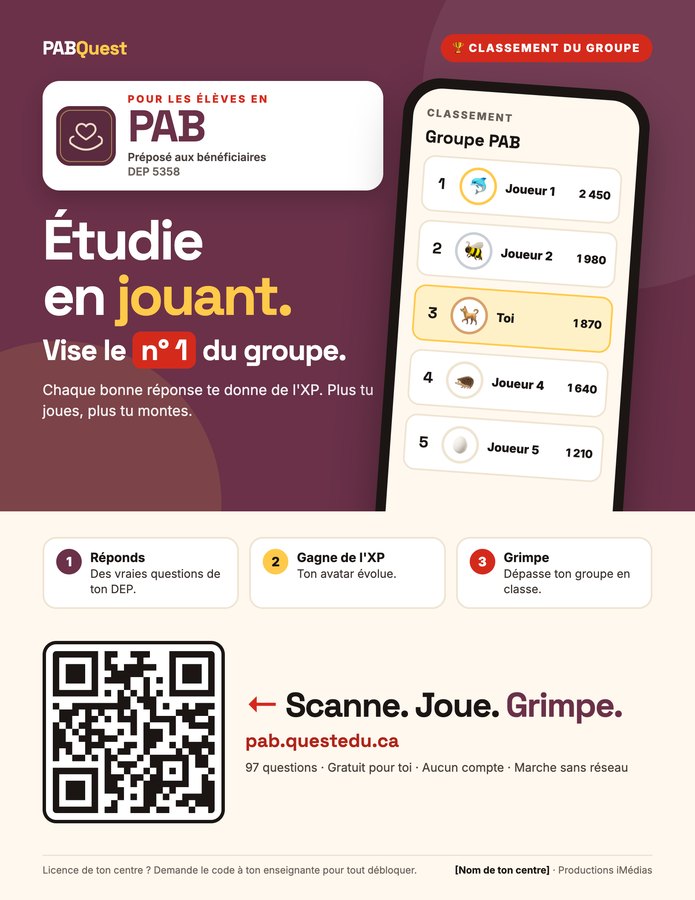 PABQuest
🏆 CLASSEMENT DU GROUPE
POUR LES ÉLÈVES EN
PAB
Préposé aux bénéficiaires
DEP 5358
Étudie
en jouant.
Vise le n° 1 du groupe.
Chaque bonne réponse te donne de l'XP. Plus tu
joues, plus tu montes.
CLASSEMENT
Groupe PAB
1 Joueur 1 2 450
2 Joueur 2 1 980
3 Toi 1 870
4 Joueur 4 1 640
5 Joueur 5 1 210
1 Réponds
Des vraies questions de
ton DEP.
2 Gagne de l'XP
Ton avatar évolue.
3 Grimpe
Dépasse ton groupe en
classe.
← Scanne. Joue. Grimpe.
pab.questedu.ca
97 questions · Gratuit pour toi · Aucun compte · Marche sans réseau
Licence de ton centre ? Demande le code à ton enseignante pour tout débloquer.
[Nom de ton centre] · Productions iMédias